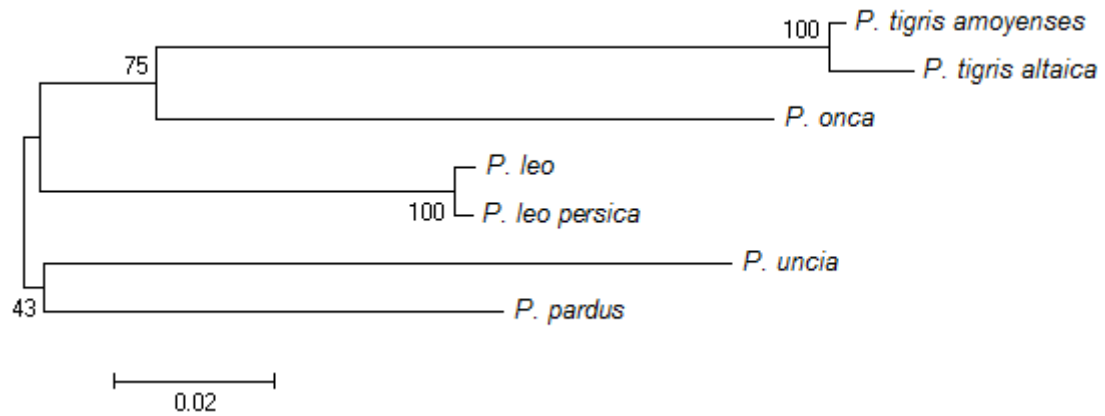 100
P. tigris amoyenses
75
P. tigris altaica
P. onca
P. leo
100
P. leo persica
P. uncia
43
P. pardus
0.02